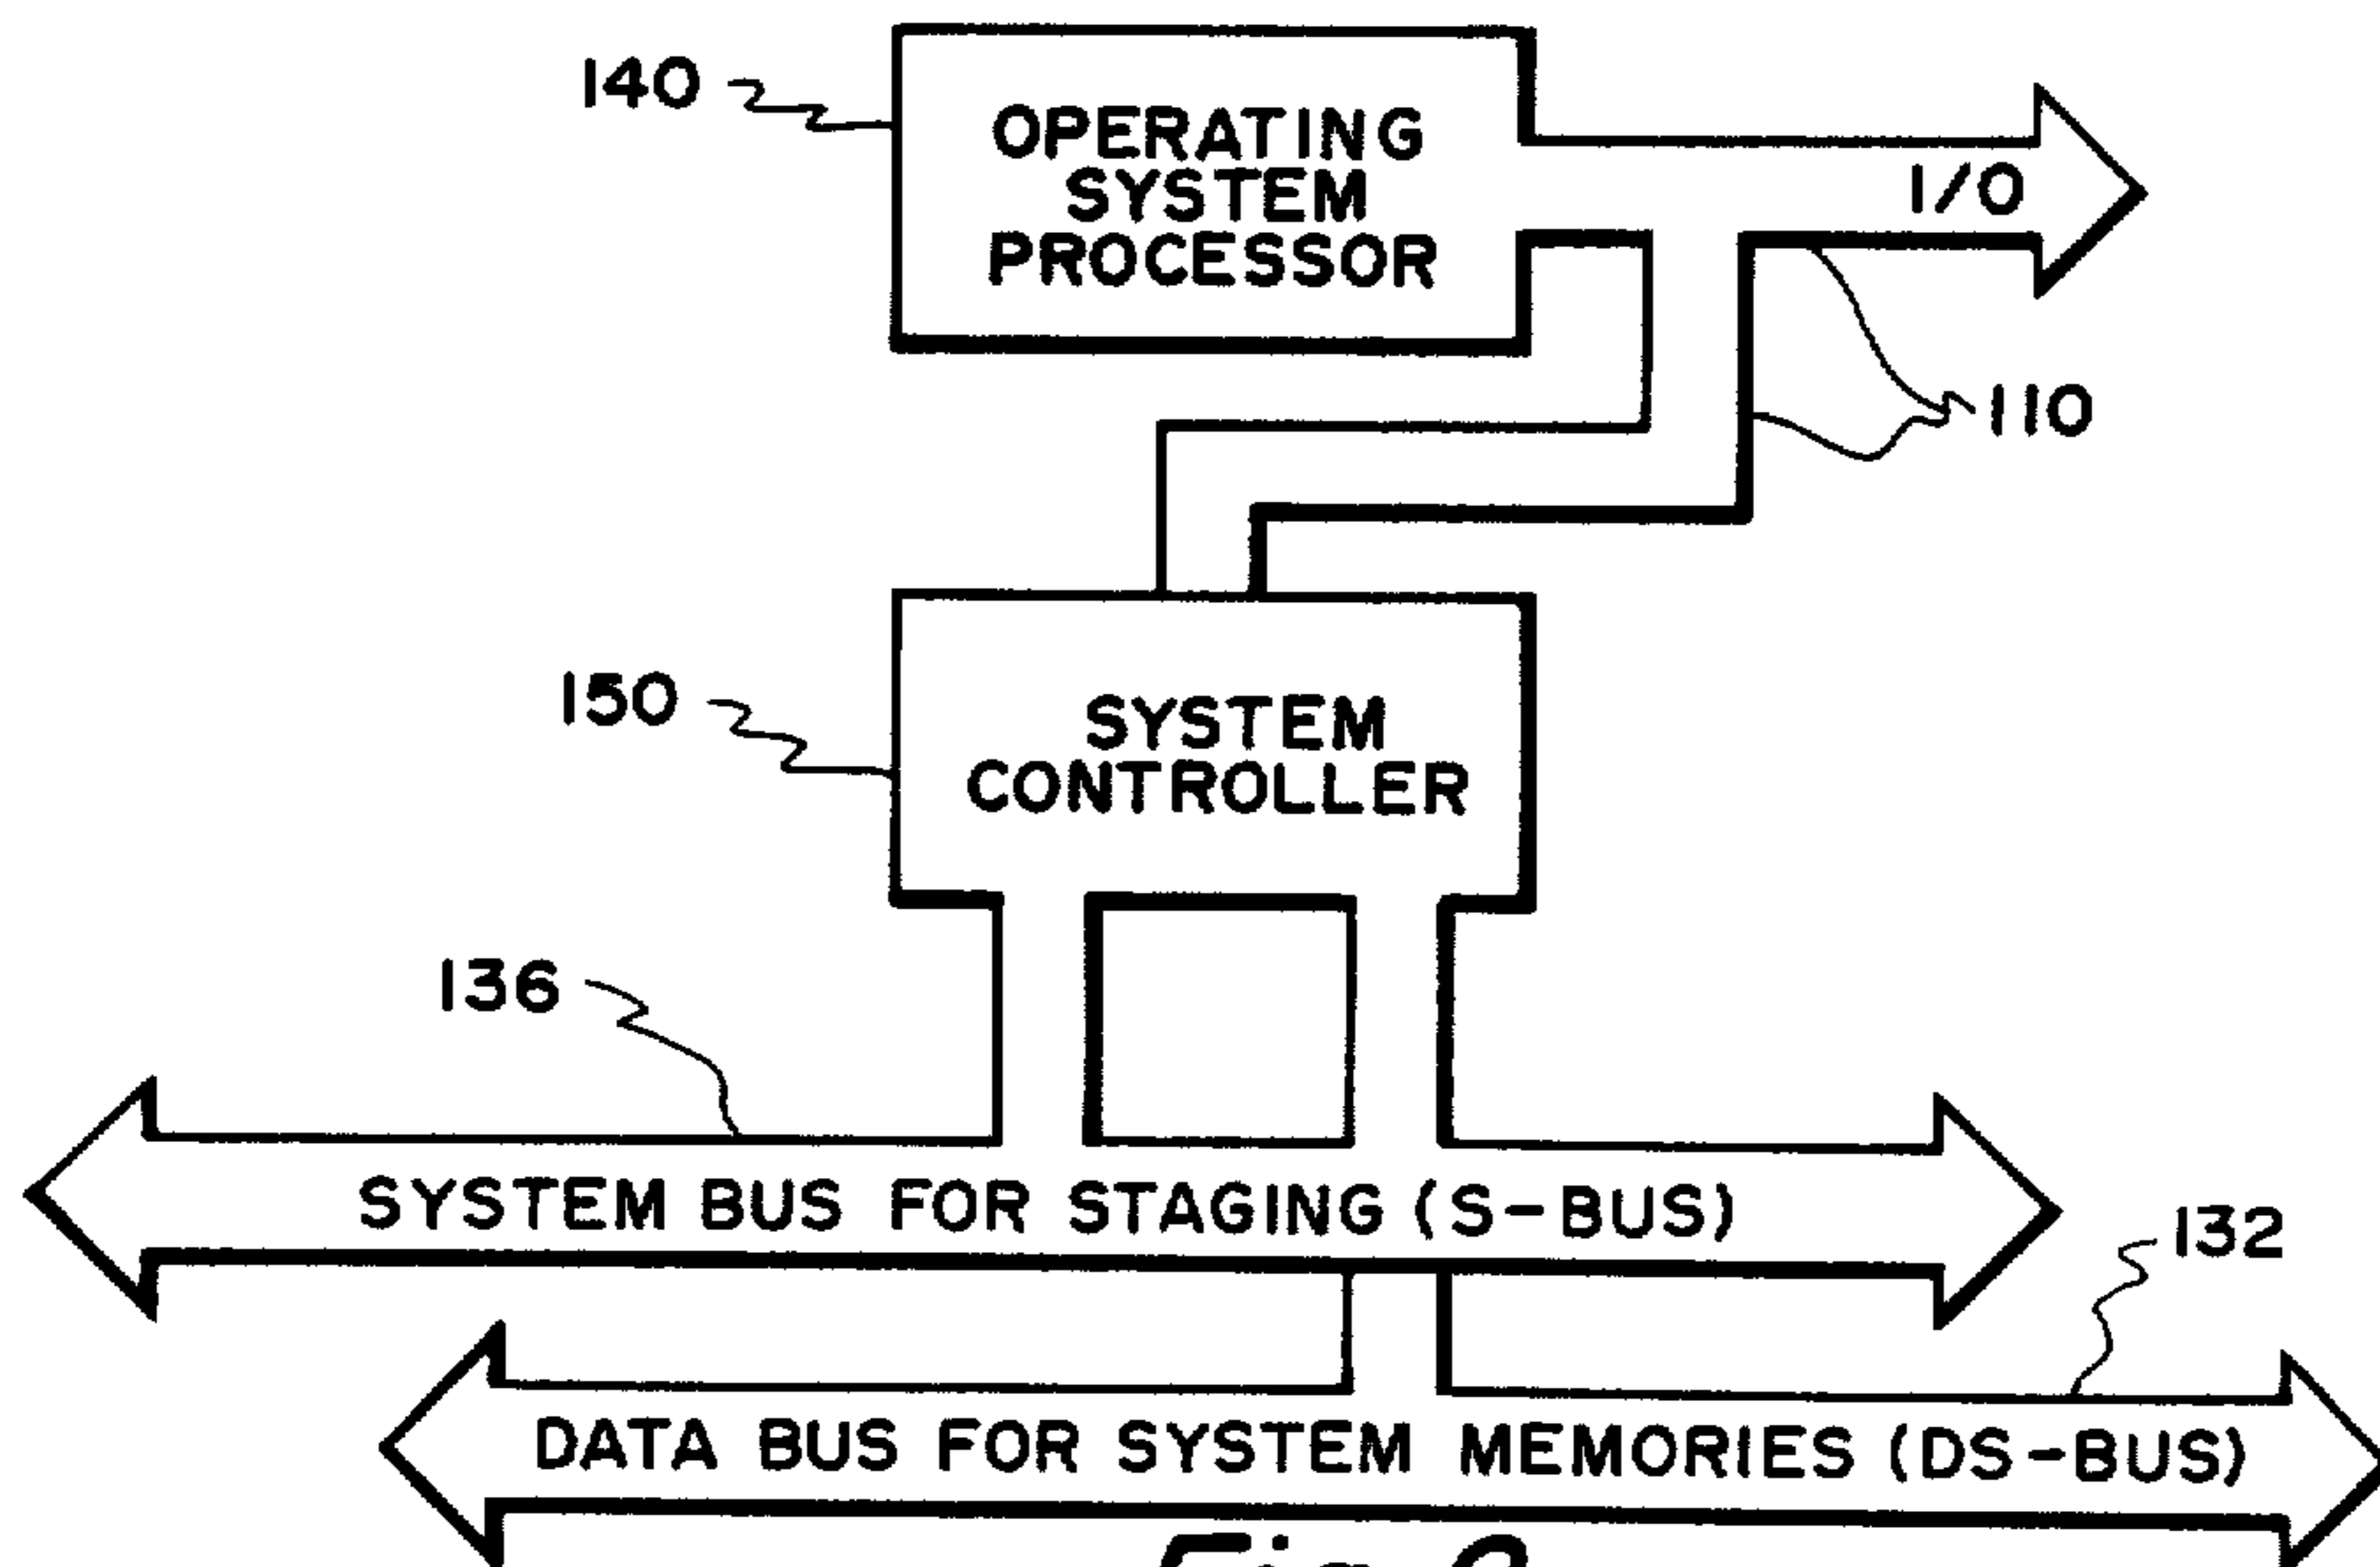 140
OPERATING
SYSTEM
PROCESSOR
I/O
110
150
SYSTEM
CONTROLLER
136
SYSTEM BUS FOR STAGING (S-BUS)
132
DATA BUS FOR SYSTEM MEMORIES (DS-BUS)